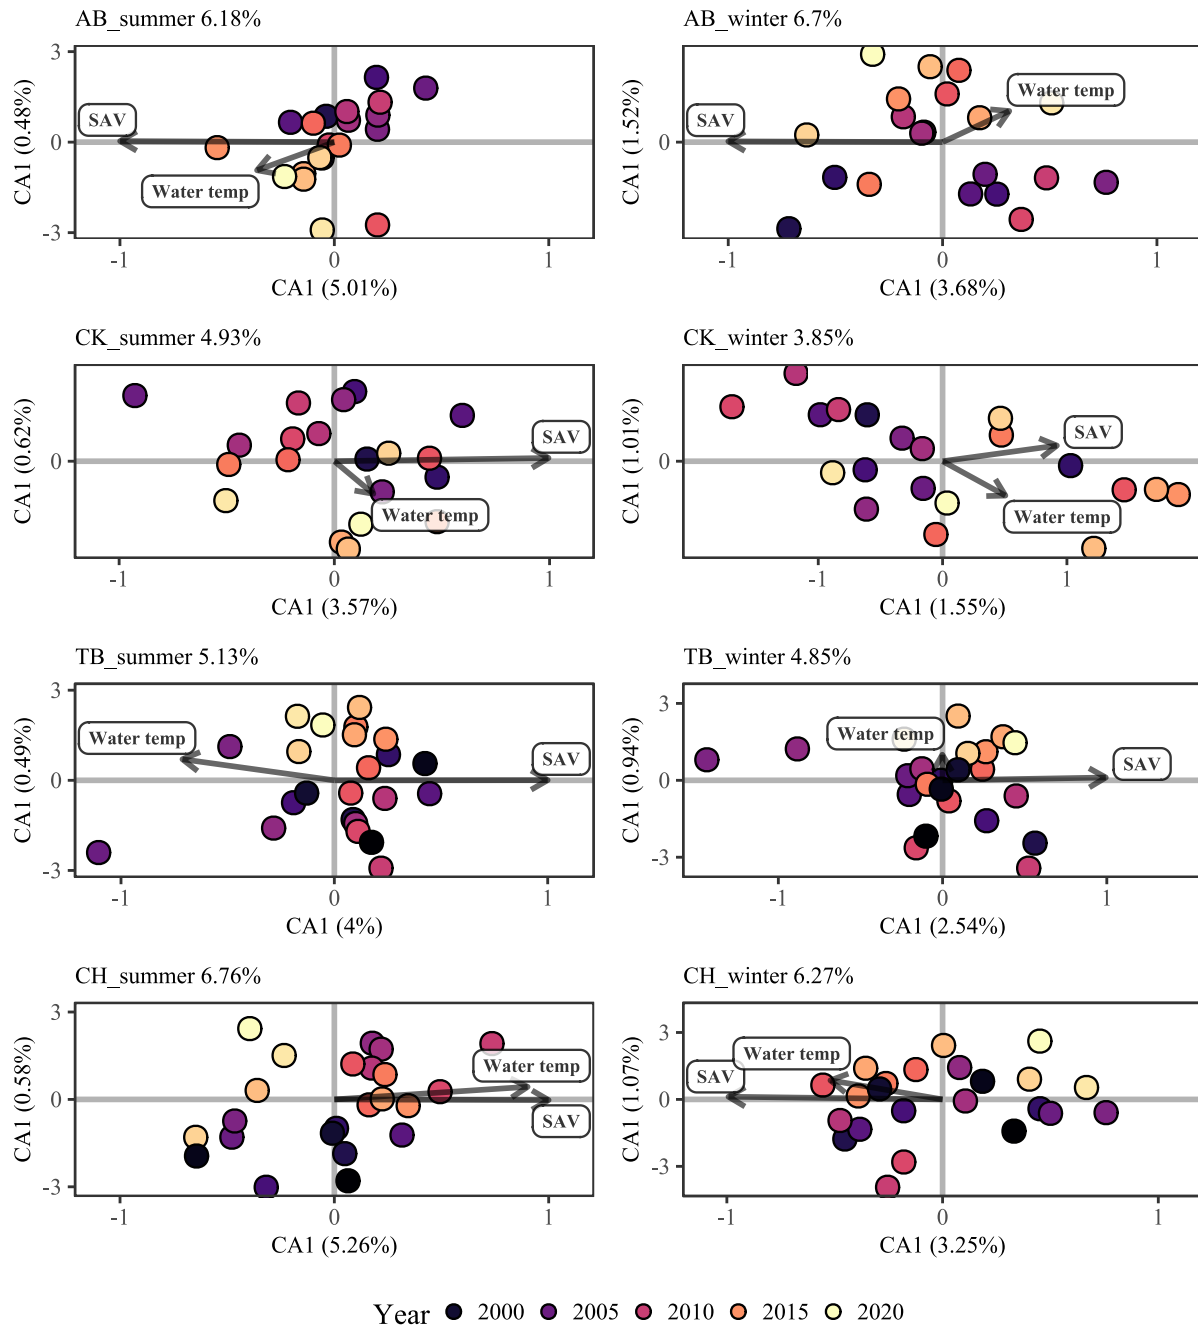 AB_summer 6.18%
CA1 (0.48%)
3
0
-3
SAV
Water temp
-1
0
1
CA1 (5.01%)
AB_winter 6.7%
CA1 (1.52%)
0
SAV
Water temp
-1
0
1
CA1 (3.68%)
CK_summer 4.93%
CA1 (0.62%)
0
SAV
Water temp
-1
0
1
CA1 (3.57%)
CK_winter 3.85%
CA1 (1.01%)
0
SAV
Water temp
-1
0
1
CA1 (1.55%)
TB_summer 5.13%
CA1 (0.49%)
3
0
-3
Water temp
SAV
-1
0
1
CA1 (4%)
TB_winter 4.85%
CA1 (0.94%)
3
0
-3
Water temp
SAV
-1
0
1
CA1 (2.54%)
CH_summer 6.76%
CA1 (0.58%)
3
0
-3
Water temp
SAV
-1
0
1
CA1 (5.26%)
CH_winter 6.27%
CA1 (1.07%)
3
0
-3
Water temp
SAV
-1
0
1
CA1 (3.25%)
Year 2000 2005 2010 2015 2020